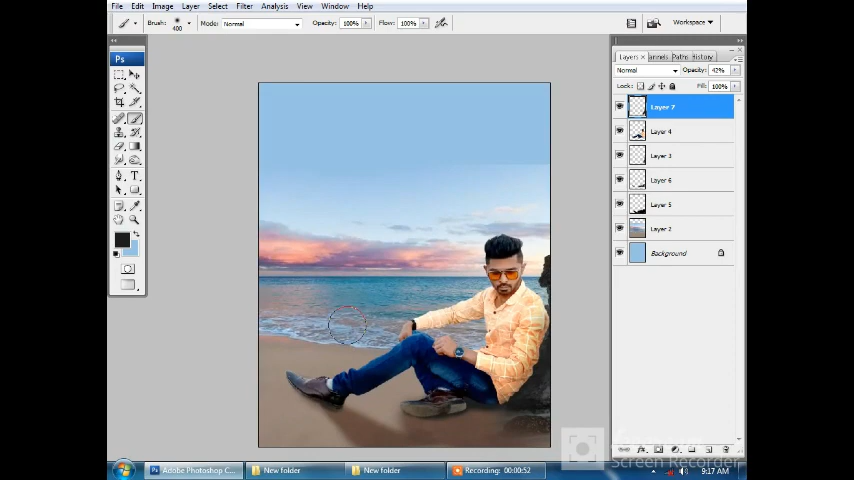 File Edit Image Layer Select Filter Analysis View Window Help
Brush: 400 Mode: Normal Opacity: 100% Flow: 100% Workspace
Ps
Layers Paths History
Normal Opacity: 42%
Lock: Fill: 100%
Layer 7
Layer 4
Layer 3
Layer 6
Layer 5
Layer 2
Background
Screen Recorder
Adobe Photoshop C... New folder New folder Recording: 00:00:52 9:17 AM